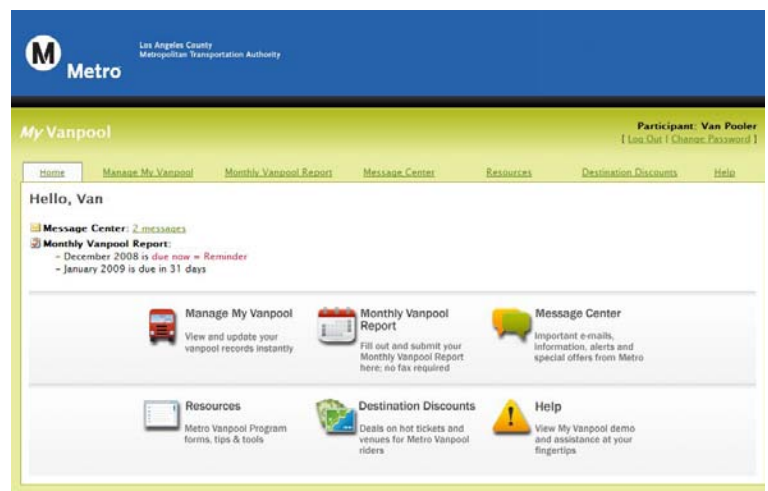 M
Metro
Los Angeles County
Metropolitan Transportation Authority
My Vanpool
Participant: Van Pooler
[ Log Out | Change Password ]
Home
Manage My Vanpool
Monthly Vanpool Report
Message Center
Resources
Destination Discounts
Help
Hello, Van
Message Center: 2 messages
Monthly Vanpool Report:
– December 2008 is due now = Reminder
– January 2009 is due in 31 days
Manage My Vanpool
View and update your
vanpool records instantly
Monthly Vanpool
Report
Fill out and submit your
Monthly Vanpool Report
here; no fax required
Message Center
Important e-mails,
information, alerts and
special offers from Metro
Resources
Metro Vanpool Program
forms, tips & tools
Destination Discounts
Deals on hot tickets and
venues for Metro Vanpool
riders
Help
View My Vanpool demo
and assistance at your
fingertips